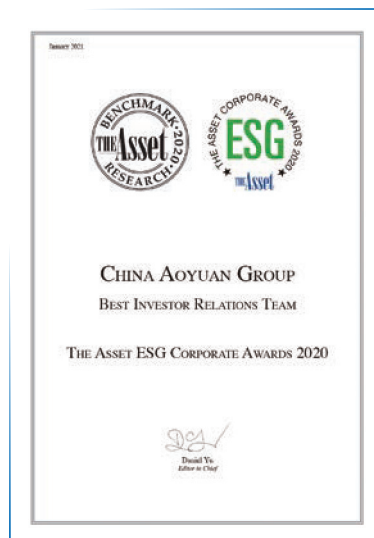 January 2021
BENCHMARK·2020
THE Asset
RESEARCH
THE ASSET CORPORATE AWARDS 2020
ESG
THE Asset
CHINA AOYUAN GROUP
BEST INVESTOR RELATIONS TEAM
THE ASSET ESG CORPORATE AWARDS 2020
Daniel Yu
Editor in Chief